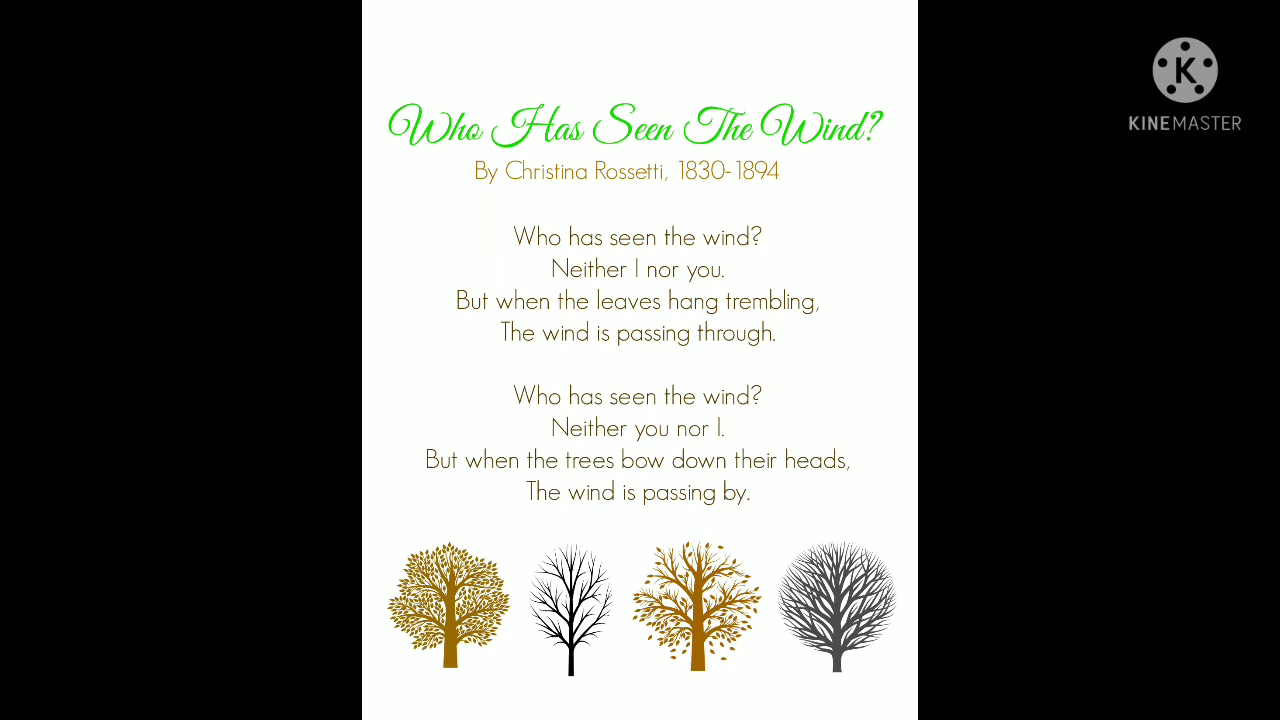 Who Has Seen The Wind?
By Christina Rossetti, 1830-1894
Who has seen the wind?
Neither I nor you.
But when the leaves hang trembling,
The wind is passing through.
Who has seen the wind?
Neither you nor I.
But when the trees bow down their heads,
The wind is passing by.
K
KINEMASTER